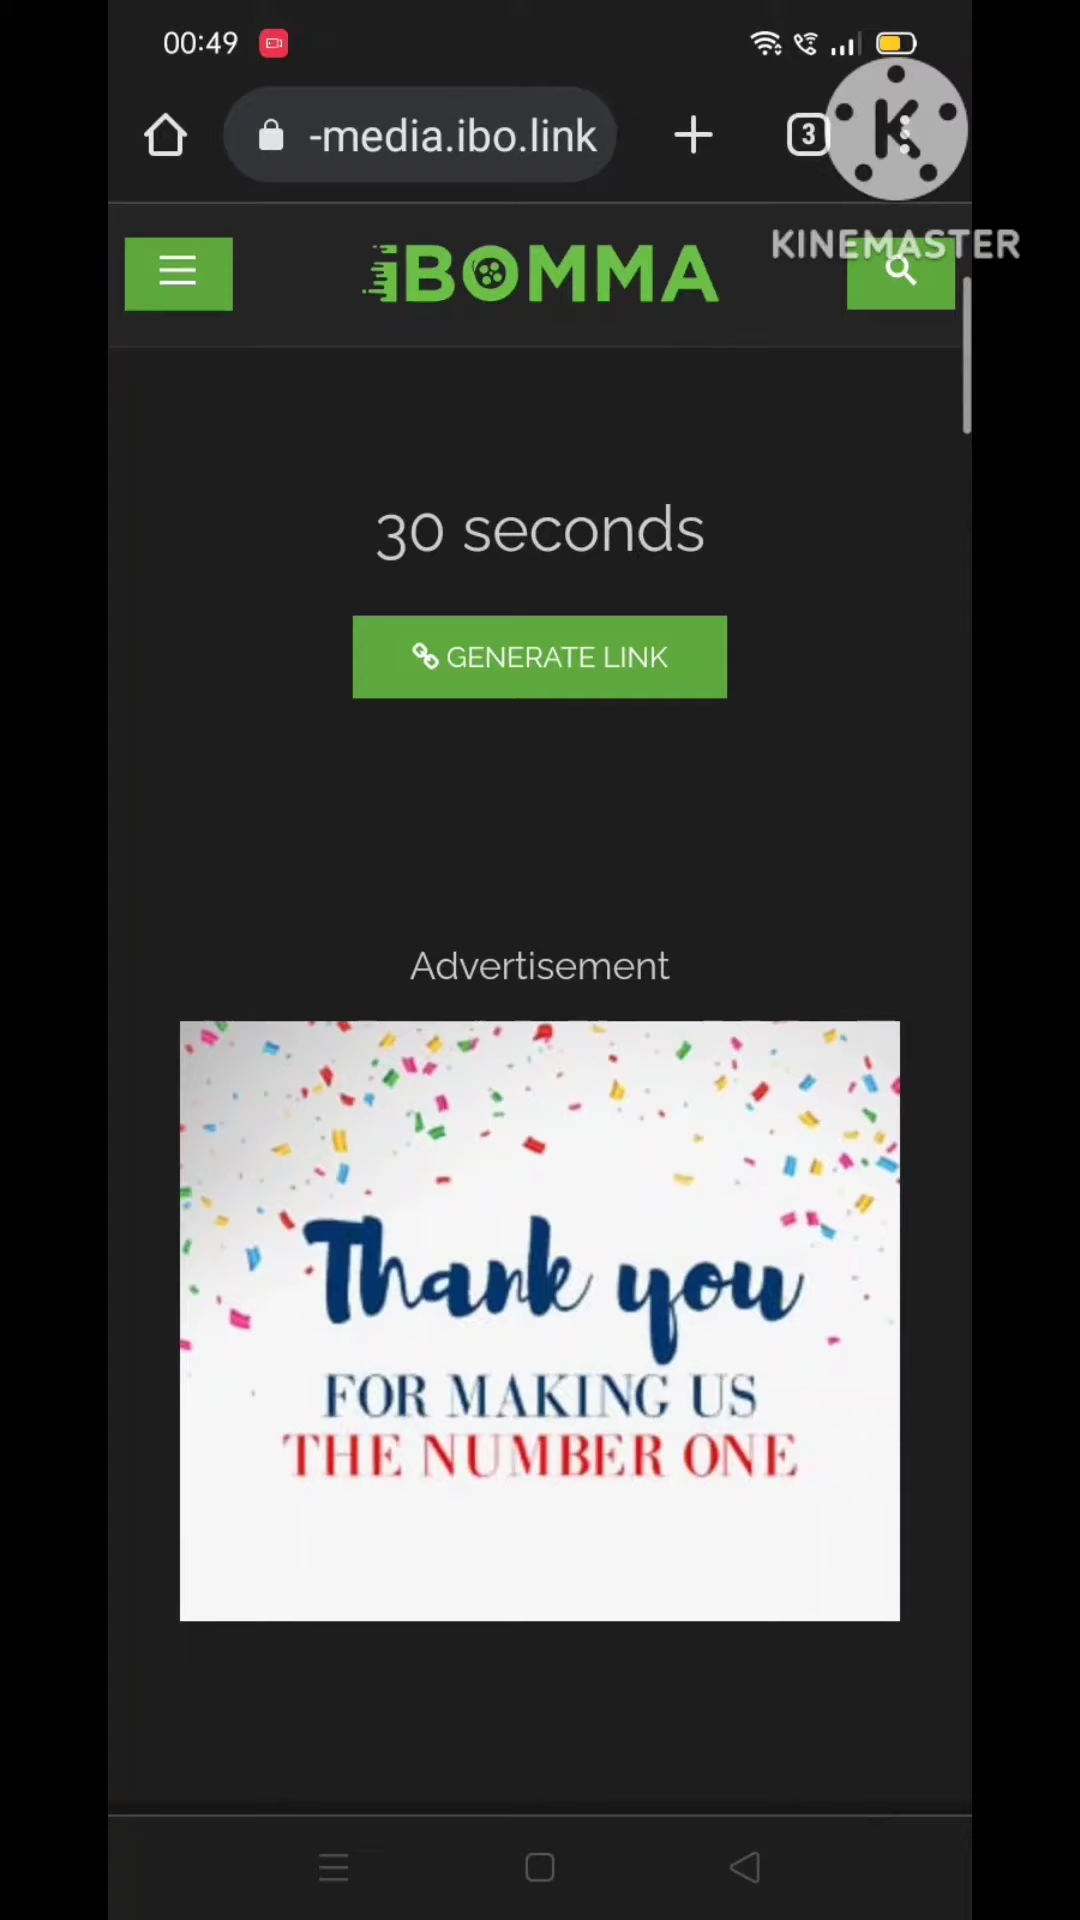 00:49
-media.ibo.link
3
K
KINEMASTER
iBOMMA
30 seconds
GENERATE LINK
Advertisement
Thank you
FOR MAKING US
THE NUMBER ONE